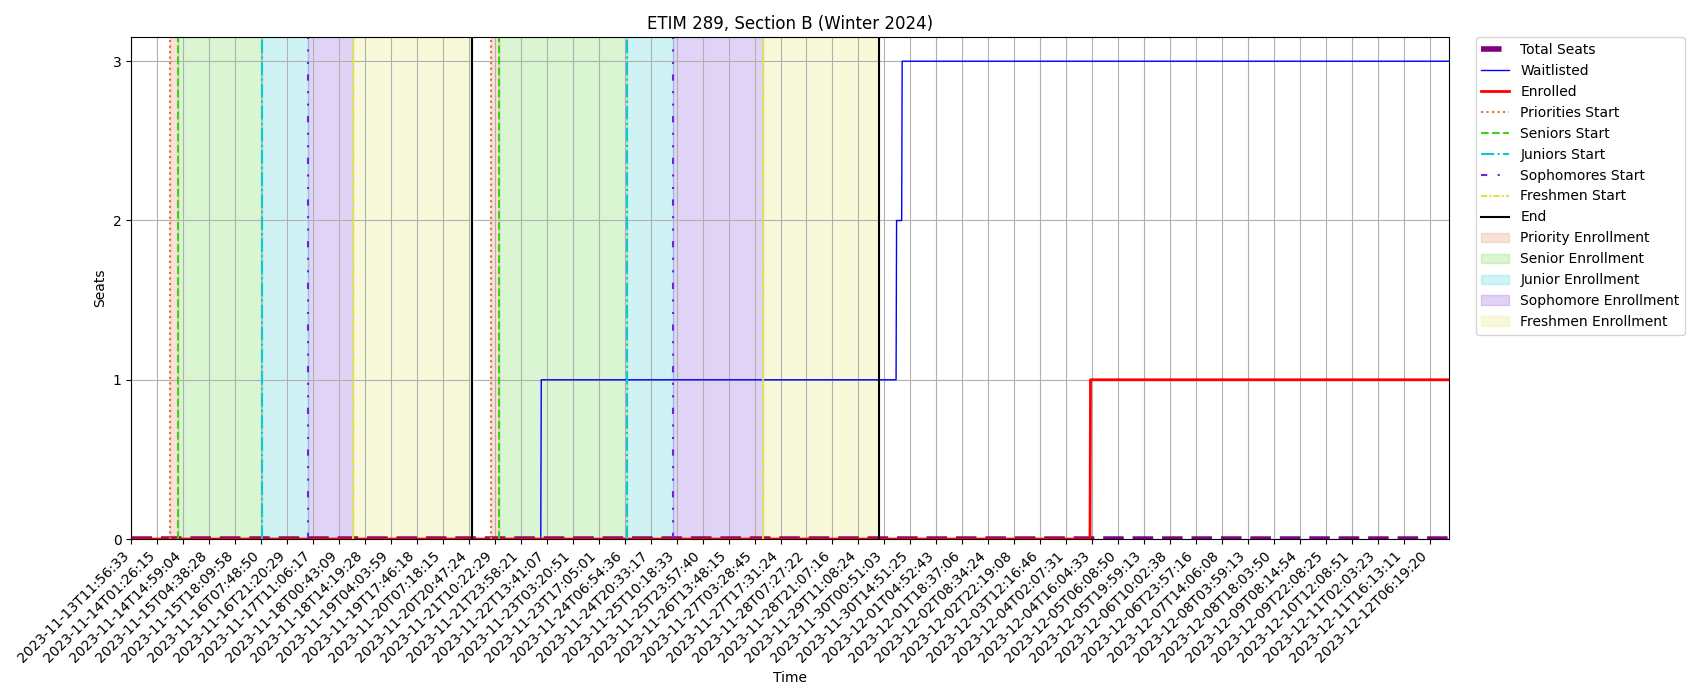 ETIM 289, Section B (Winter 2024)
Seats
3
2
1
0
2023-11-13T11:56:33
2023-11-14T01:26:15
2023-11-14T14:59:04
2023-11-15T04:38:28
2023-11-15T18:09:58
2023-11-16T07:48:50
2023-11-16T21:20:29
2023-11-17T11:06:17
2023-11-18T00:43:09
2023-11-18T14:19:28
2023-11-19T04:03:59
2023-11-19T17:46:18
2023-11-20T07:18:15
2023-11-20T20:47:24
2023-11-21T10:22:29
2023-11-21T23:58:21
2023-11-22T13:41:07
2023-11-23T03:20:51
2023-11-23T17:05:01
2023-11-24T06:54:36
2023-11-24T20:33:17
2023-11-25T10:18:33
2023-11-25T23:57:40
2023-11-26T13:48:15
2023-11-27T03:28:45
2023-11-27T17:31:24
2023-11-28T07:27:22
2023-11-28T21:07:16
2023-11-29T11:08:24
2023-11-30T00:51:03
2023-11-30T14:51:25
2023-12-01T04:52:43
2023-12-01T18:37:06
2023-12-02T08:34:24
2023-12-02T22:19:08
2023-12-03T12:16:46
2023-12-04T02:07:31
2023-12-04T16:04:33
2023-12-05T06:08:50
2023-12-05T19:59:13
2023-12-06T10:02:38
2023-12-06T23:57:16
2023-12-07T14:06:08
2023-12-08T03:59:13
2023-12-08T18:03:50
2023-12-09T08:14:54
2023-12-09T22:08:25
2023-12-10T12:08:51
2023-12-11T02:03:23
2023-12-11T16:13:11
2023-12-12T06:19:20
Time
Total Seats
Waitlisted
Enrolled
Priorities Start
Seniors Start
Juniors Start
Sophomores Start
Freshmen Start
End
Priority Enrollment
Senior Enrollment
Junior Enrollment
Sophomore Enrollment
Freshmen Enrollment